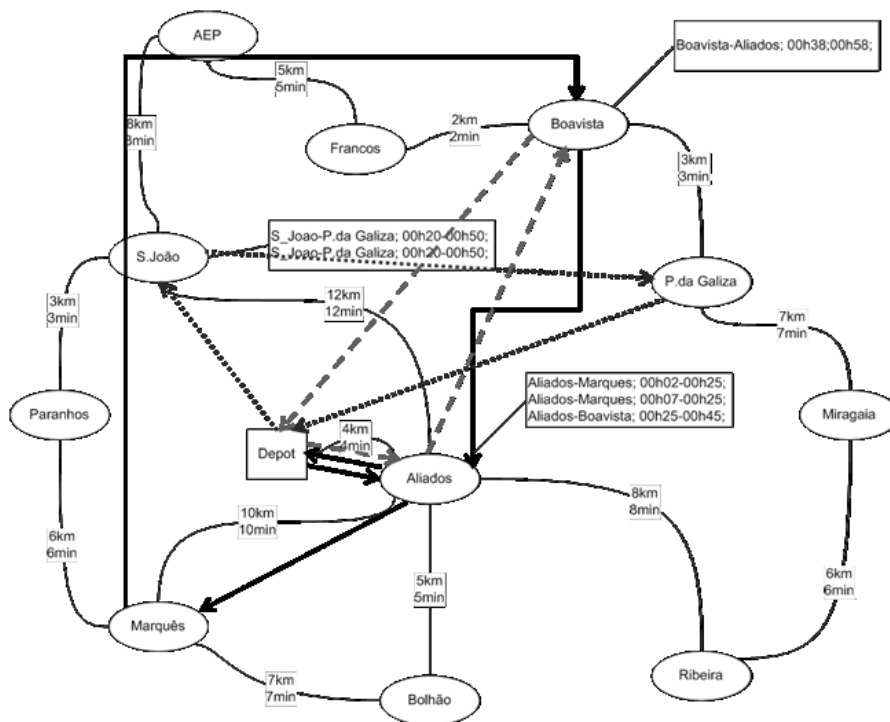 AEP
Boavista-Aliados; 00h38;00h58;
5km
5min
Boavista
2km
2min
Francos
8km
8min
3km
3min
S.João
S_Joao-P.da Galiza; 00h20-00h50;
S_Joao-P.da Galiza; 00h20-00h50;
P.da Galiza
12km
12min
3km
3min
7km
7min
Aliados-Marques; 00h02-00h25;
Aliados-Marques; 00h07-00h25;
Aliados-Boavista; 00h25-00h45;
Paranhos
Miragaia
4km
4min
Depot
Aliados
10km
10min
8km
8min
6km
6min
5km
5min
6km
6min
Marquês
7km
7min
Bolhão
Ribeira